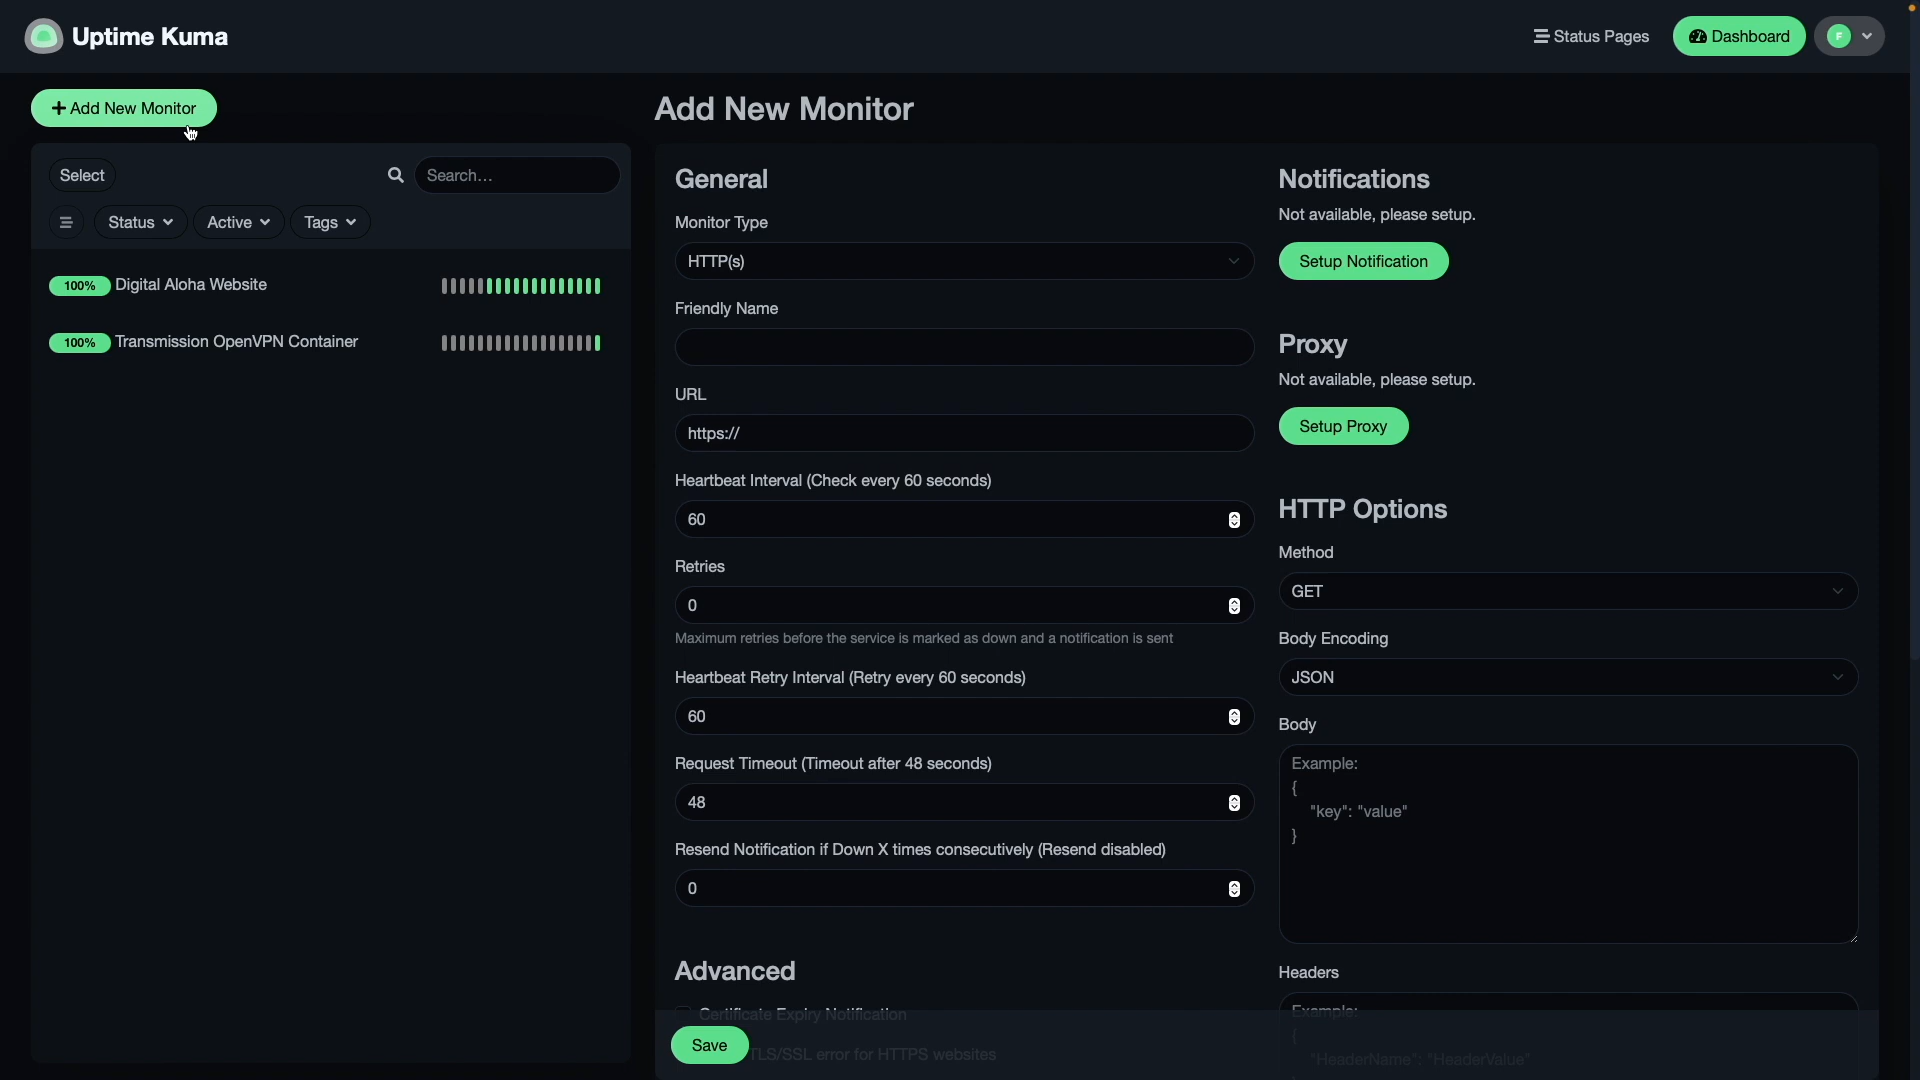 Uptime Kuma
Status Pages
Dashboard
F
+ Add New Monitor
Select
Search...
Status
Active
Tags
100% Digital Aloha Website
100% Transmission OpenVPN Container
Add New Monitor
General
Monitor Type
HTTP(s)
Friendly Name
URL
https://
Heartbeat Interval (Check every 60 seconds)
60
Retries
0
Maximum retries before the service is marked as down and a notification is sent
Heartbeat Retry Interval (Retry every 60 seconds)
60
Request Timeout (Timeout after 48 seconds)
48
Resend Notification if Down X times consecutively (Resend disabled)
0
Advanced
Certificate Expiry Notification
TLS/SSL error for HTTPS websites
Save
Notifications
Not available, please setup.
Setup Notification
Proxy
Not available, please setup.
Setup Proxy
HTTP Options
Method
GET
Body Encoding
JSON
Body
Example:
{
"key": "value"
}
Headers
Example:
{
"HeaderName": "HeaderValue"